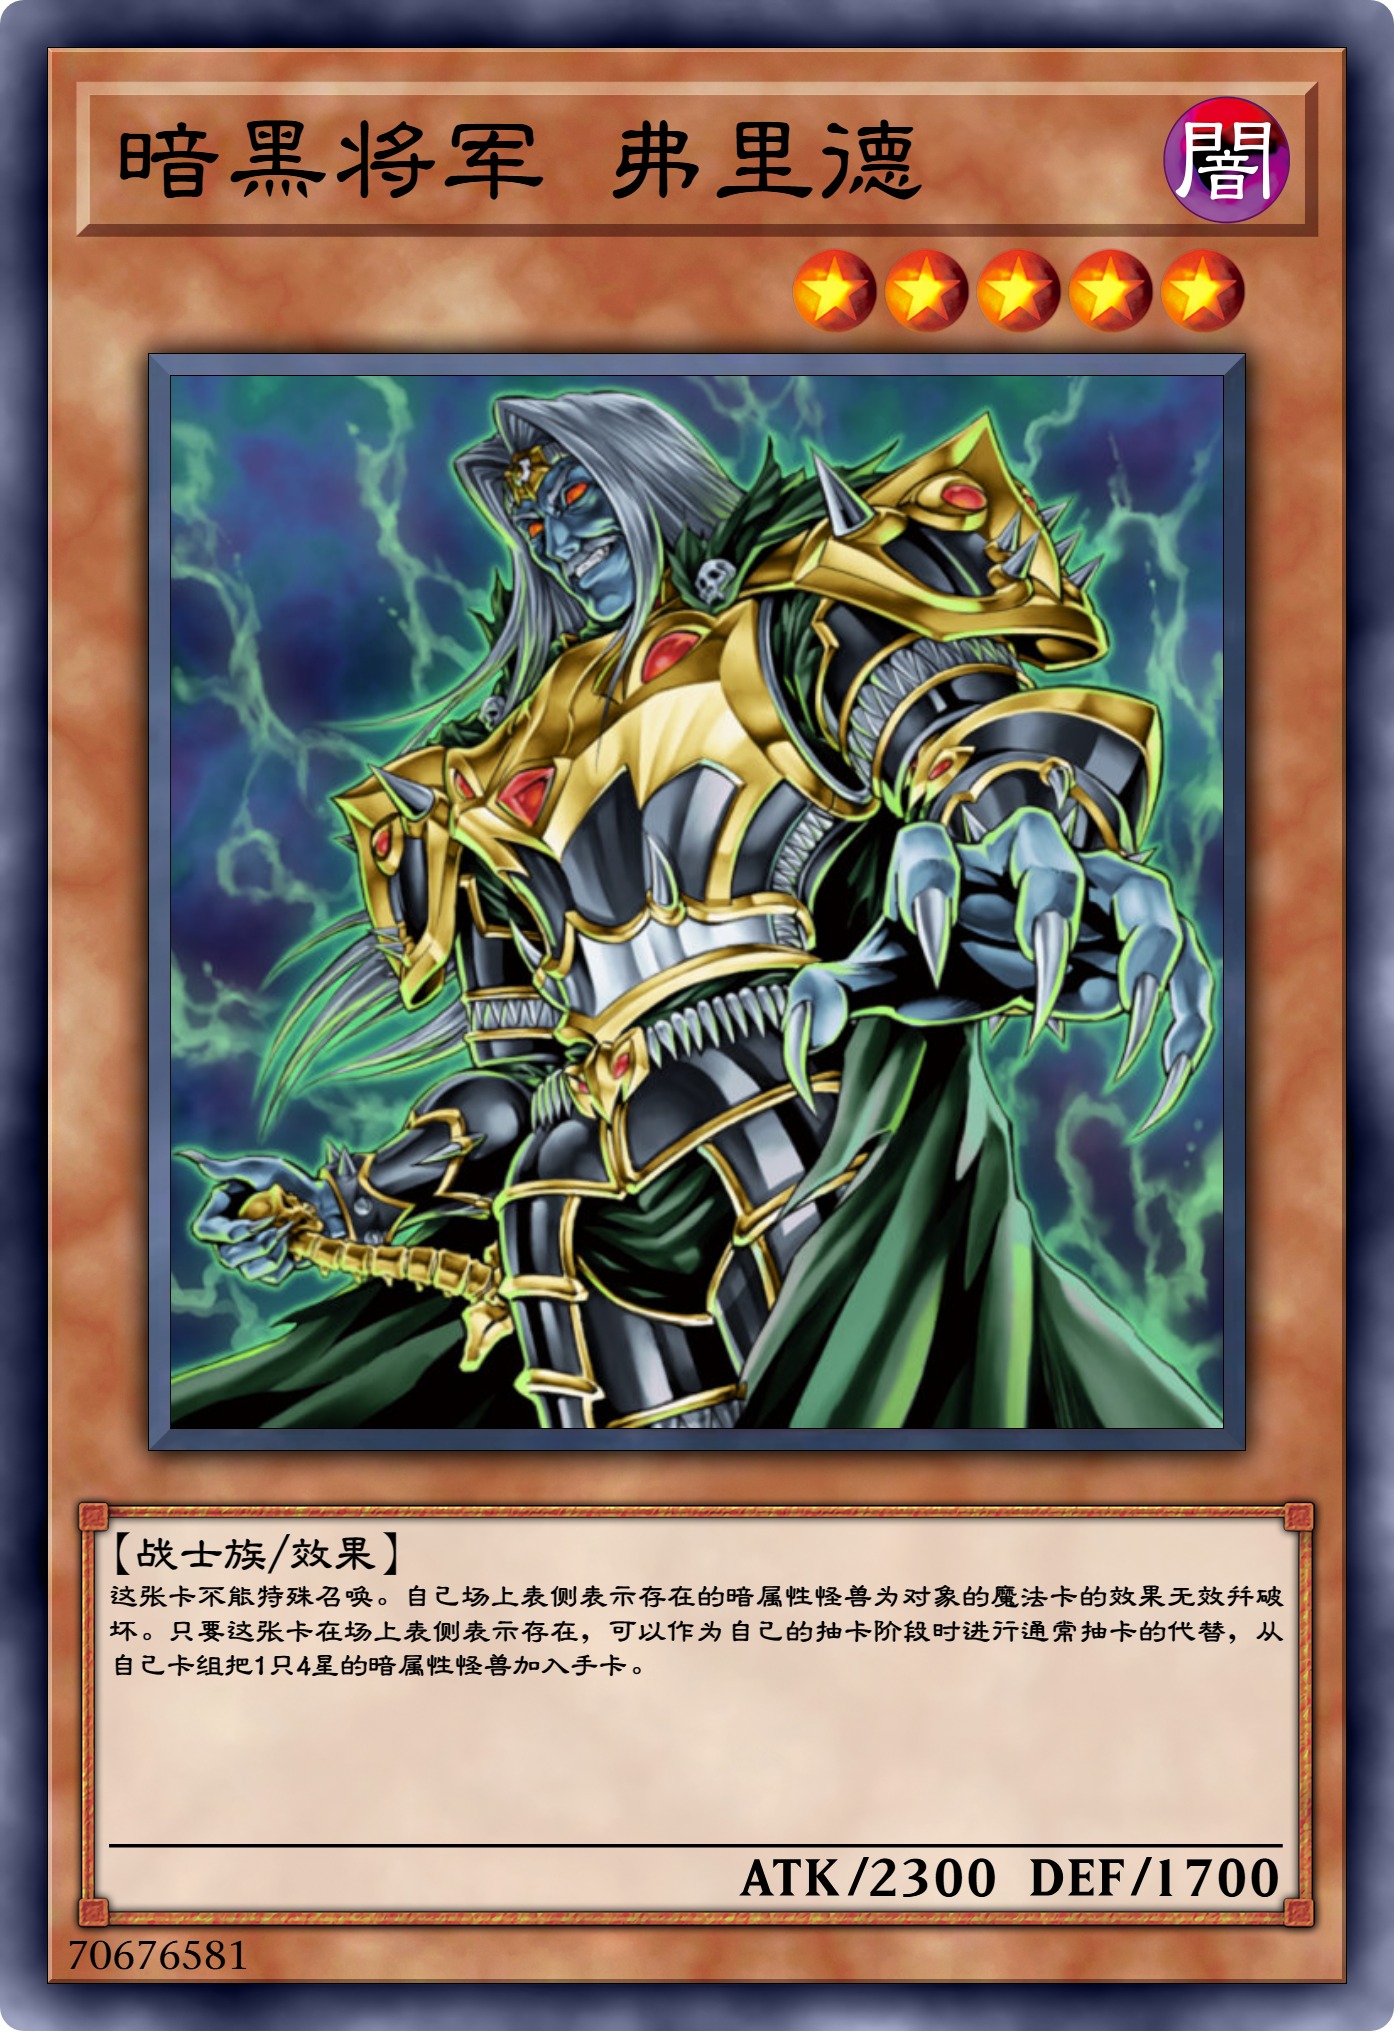 暗黑将军 弗里德
闇
【战士族/效果】
这张卡不能特殊召唤。自己场上表侧表示存在的暗属性怪兽为对象的魔法卡的效果无效并破
坏。只要这张卡在场上表侧表示存在，可以作为自己的抽卡阶段时进行通常抽卡的代替，从
自己卡组把1只4星的暗属性怪兽加入手卡。
ATK/2300 DEF/1700
70676581